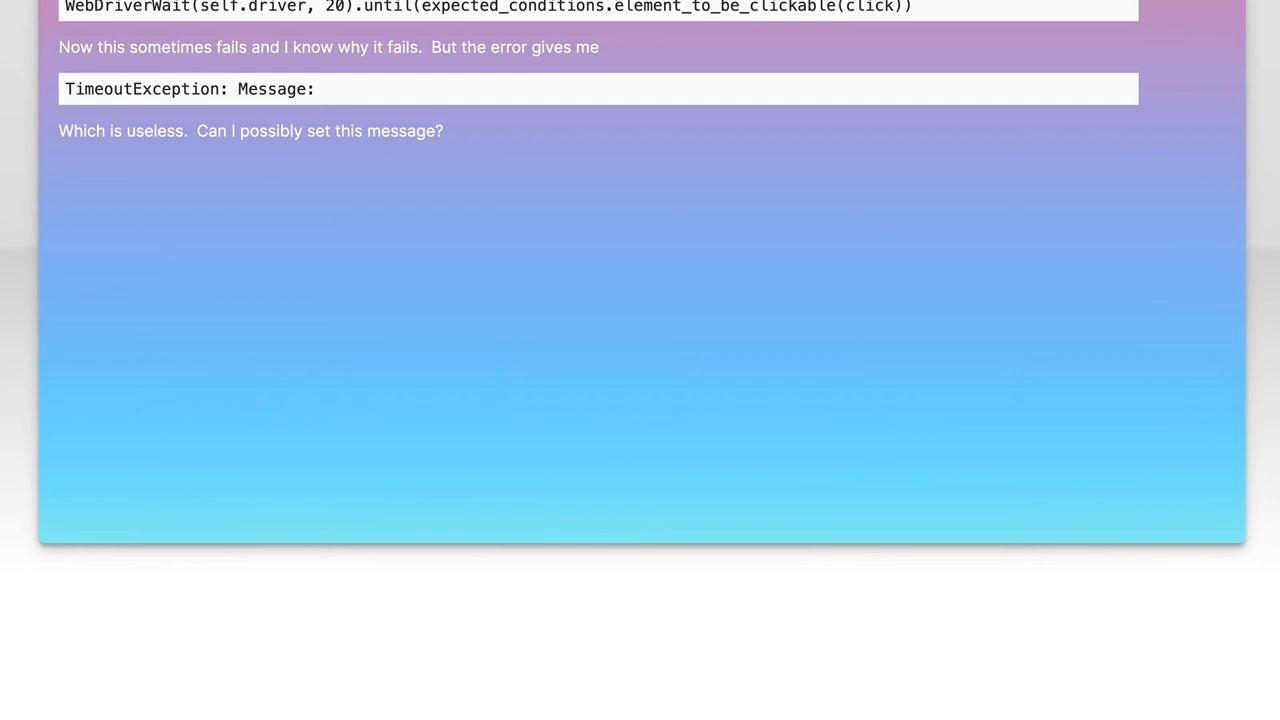 WebDriverWait(self.driver, 20).until(expected_conditions.element_to_be_clickable(click))
Now this sometimes fails and I know why it fails.  But the error gives me
TimeoutException: Message:
Which is useless.  Can I possibly set this message?